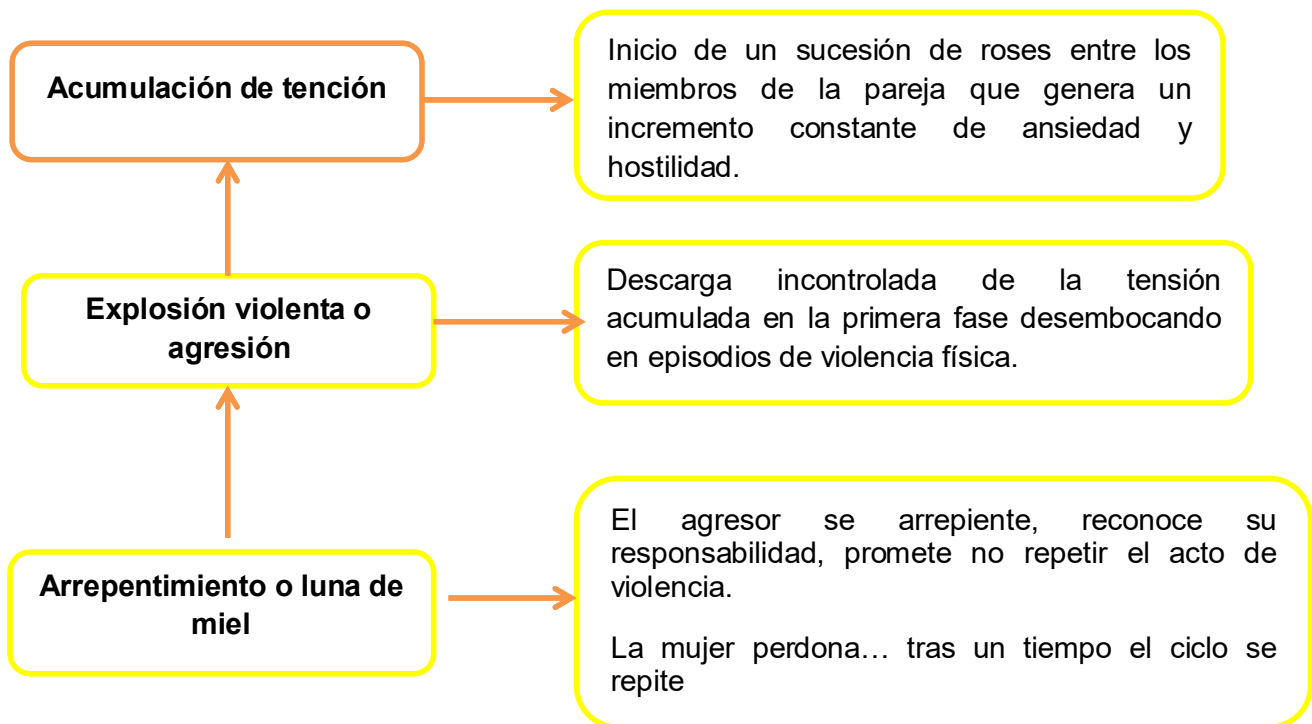 Acumulación de tención
Inicio de un sucesión de roses entre los
miembros de la pareja que genera un
incremento constante de ansiedad y
hostilidad.
Explosión violenta o
agresión
Descarga incontrolada de la tensión
acumulada en la primera fase desembocando
en episodios de violencia física.
Arrepentimiento o luna de
miel
El agresor se arrepiente, reconoce su
responsabilidad, promete no repetir el acto de
violencia.
La mujer perdona… tras un tiempo el ciclo se
repite